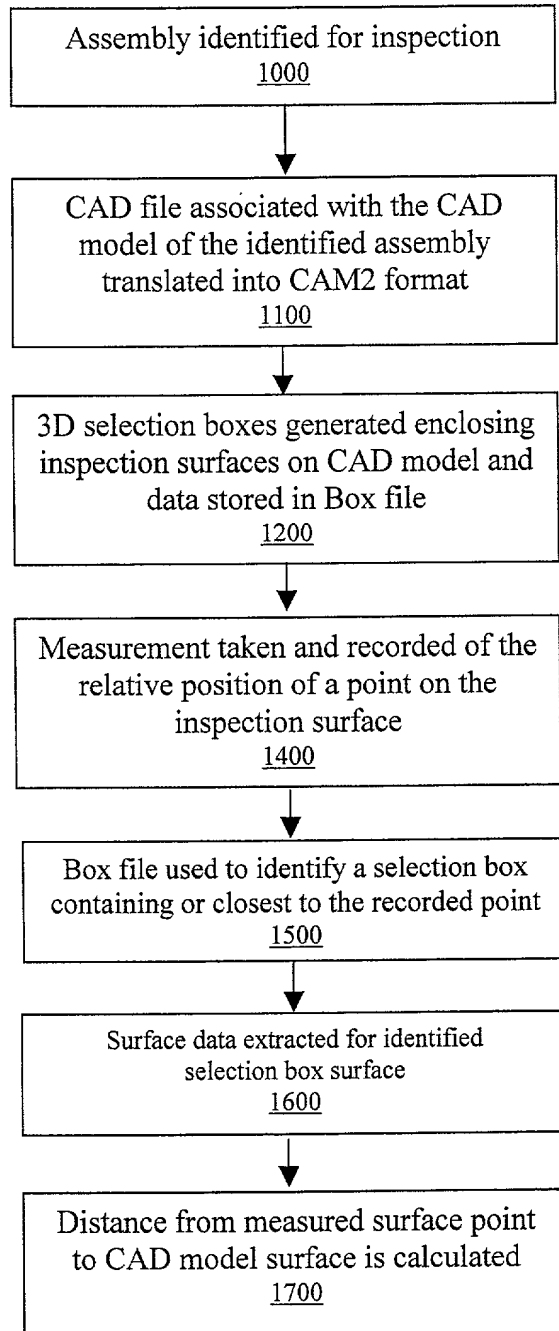 Assembly identified for inspection
1000
CAD file associated with the CAD
model of the identified assembly
translated into CAM2 format
1100
3D selection boxes generated enclosing
inspection surfaces on CAD model and
data stored in Box file
1200
Measurement taken and recorded of the
relative position of a point on the
inspection surface
1400
Box file used to identify a selection box
containing or closest to the recorded point
1500
Surface data extracted for identified
selection box surface
1600
Distance from measured surface point
to CAD model surface is calculated
1700